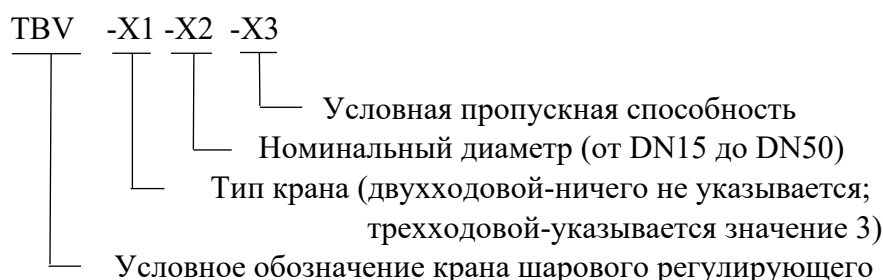 TBV -X1 -X2 -X3
Условная пропускная способность
Номинальный диаметр (от DN15 до DN50)
Тип крана (двухходовой-ничего не указывается;
трехходовой-указывается значение 3)
Условное обозначение крана шарового регулирующего